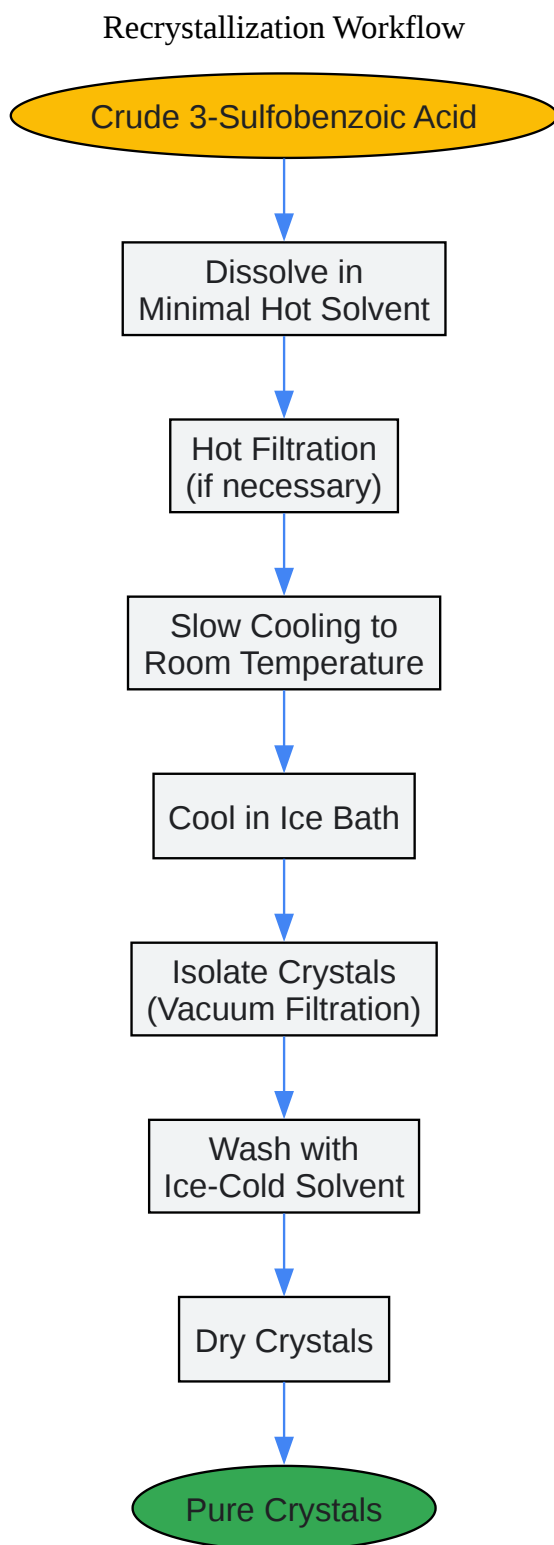 Recrystallization Workflow
Crude 3-Sulfobenzoic Acid
Dissolve in
Minimal Hot Solvent
Hot Filtration
(if necessary)
Slow Cooling to
Room Temperature
Cool in Ice Bath
Isolate Crystals
(Vacuum Filtration)
Wash with
Ice-Cold Solvent
Dry Crystals
Pure Crystals